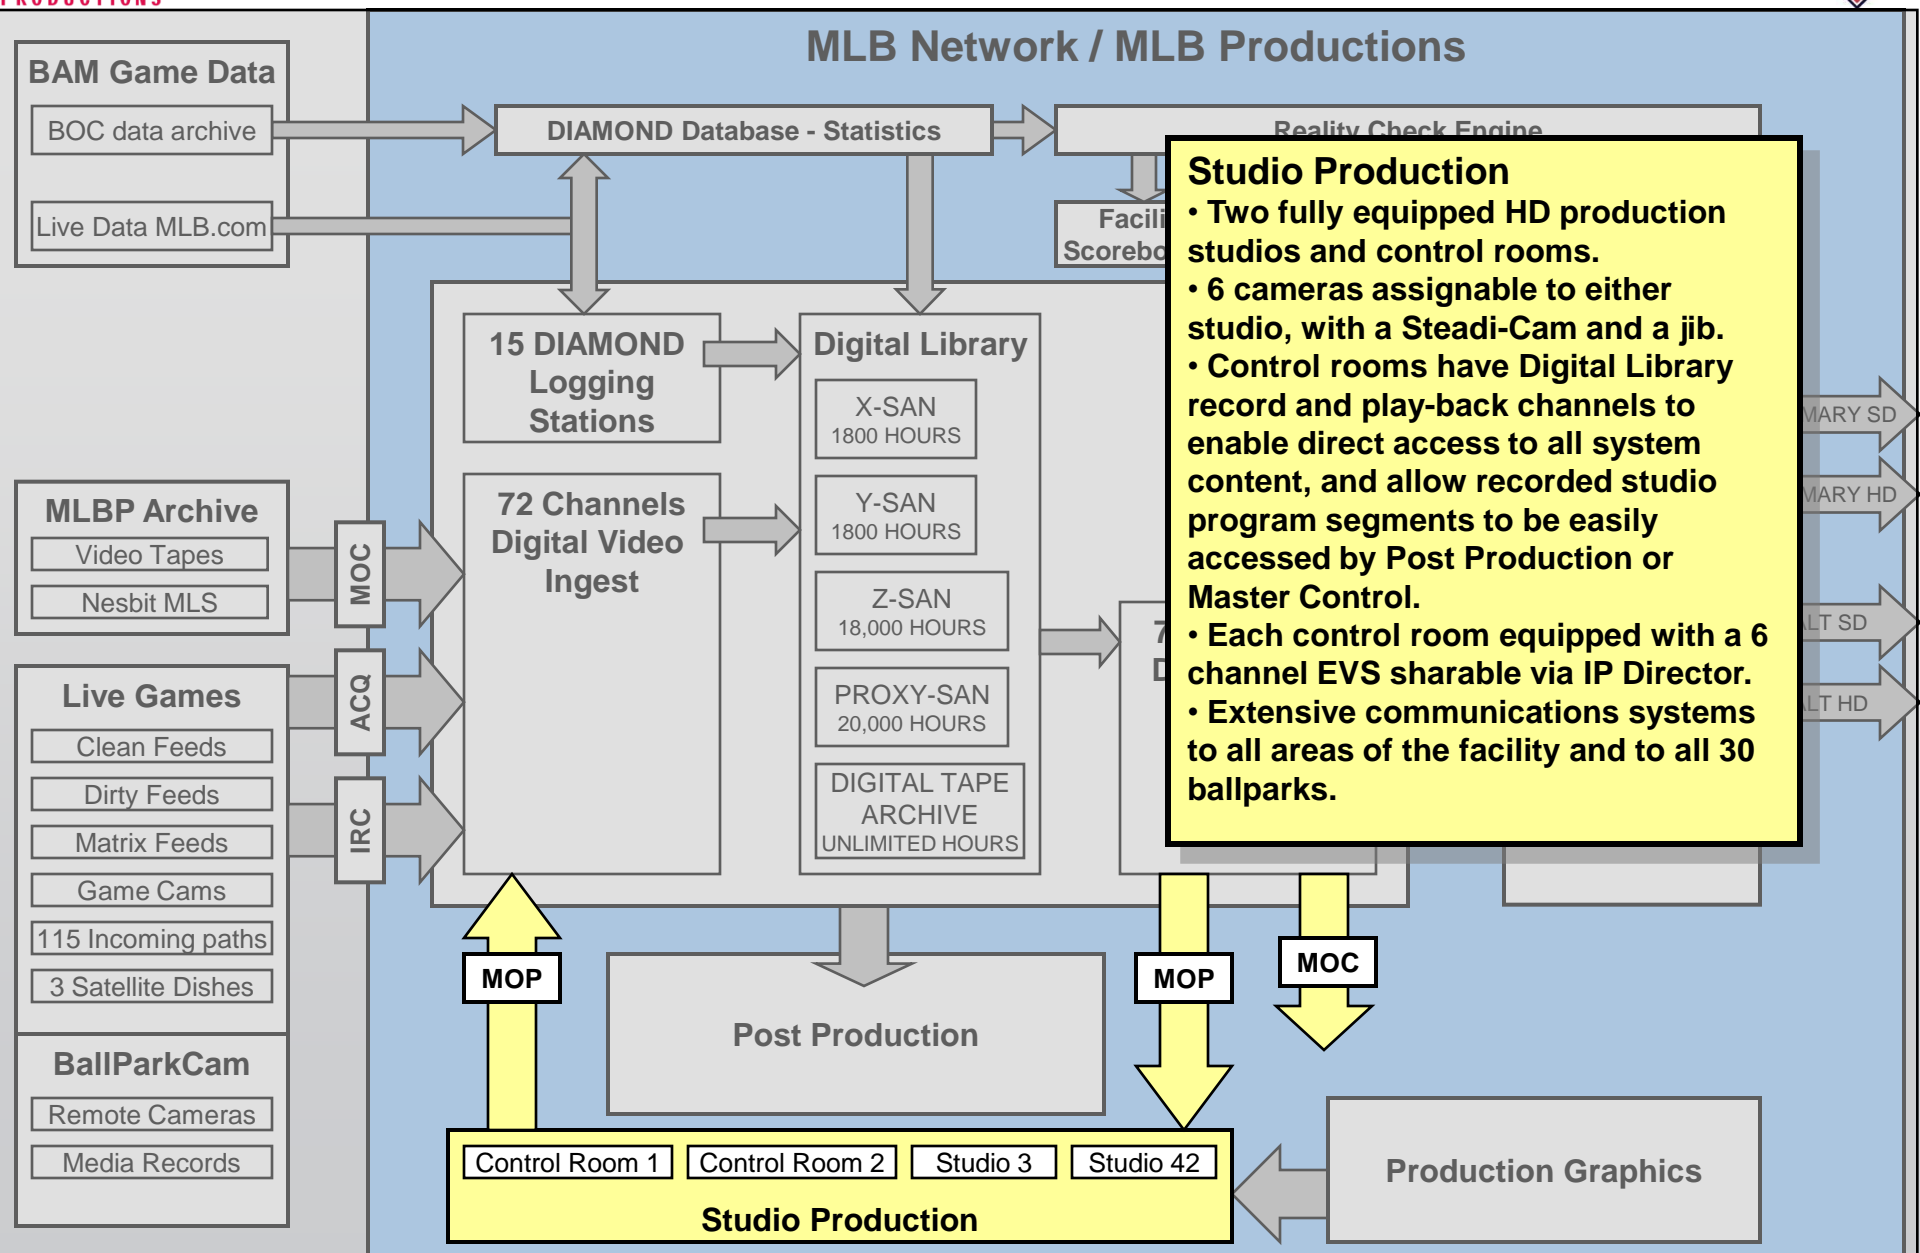 PRODUCTIONS
MLB Network / MLB Productions
BAM Game Data
BOC data archive
Live Data MLB.com
DIAMOND Database - Statistics
Reality Check Engine
Studio Production
• Two fully equipped HD production
studios and control rooms.
• 6 cameras assignable to either
studio, with a Steadi-Cam and a jib.
• Control rooms have Digital Library
record and play-back channels to
enable direct access to all system
content, and allow recorded studio
program segments to be easily
accessed by Post Production or
Master Control.
• Each control room equipped with a 6
channel EVS sharable via IP Director.
• Extensive communications systems
to all areas of the facility and to all 30
ballparks.
15 DIAMOND
Logging
Stations
72 Channels
Digital Video
Ingest
Digital Library
X-SAN
1800 HOURS
Y-SAN
1800 HOURS
Z-SAN
18,000 HOURS
PROXY-SAN
20,000 HOURS
DIGITAL TAPE
ARCHIVE
UNLIMITED HOURS
SD
HD
SD
HD
MLBP Archive
Video Tapes
Nesbit MLS
MOC
ACQ
IRC
Live Games
Clean Feeds
Dirty Feeds
Matrix Feeds
Game Cams
115 Incoming paths
3 Satellite Dishes
BallParkCam
Remote Cameras
Media Records
MOP
MOP
MOC
Post Production
Control Room 1
Control Room 2
Studio 3
Studio 42
Studio Production
Production Graphics